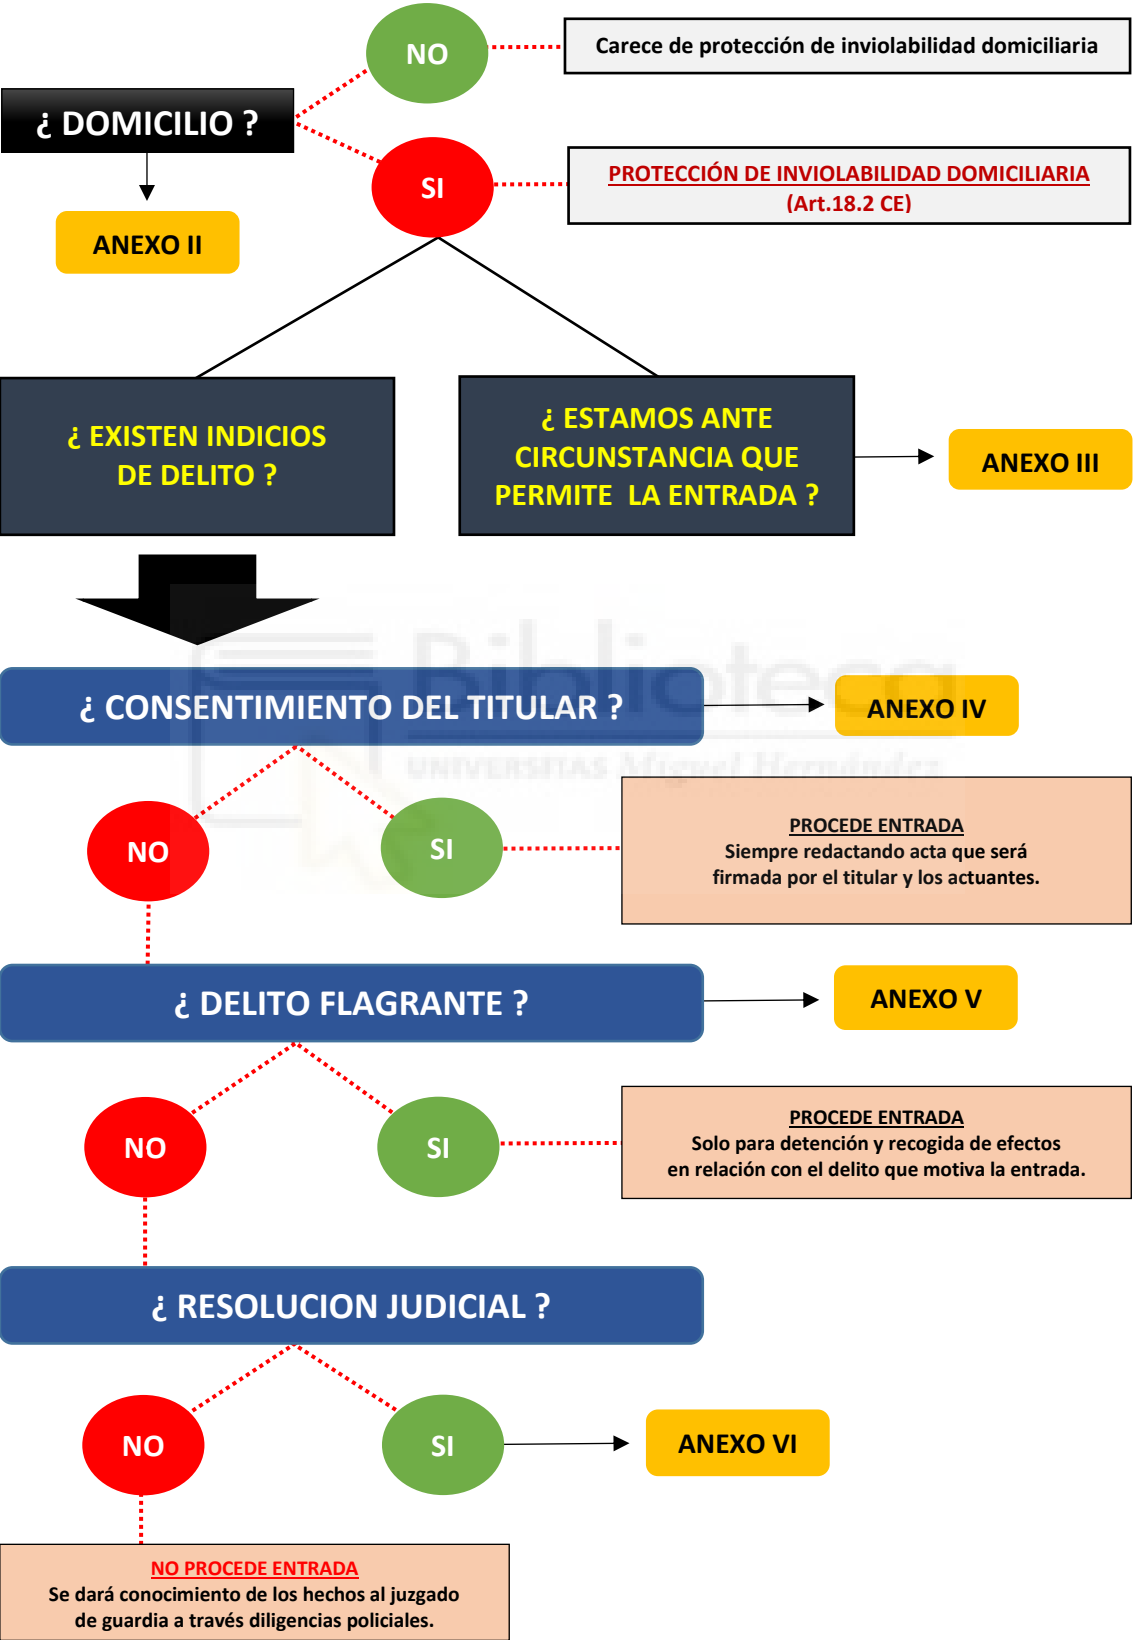 NO
Carece de protección de inviolabilidad domiciliaria
¿ DOMICILIO ?
SI
PROTECCIÓN DE INVIOLABILIDAD DOMICILIARIA
(Art.18.2 CE)
ANEXO II
¿ EXISTEN INDICIOS
DE DELITO ?
¿ ESTAMOS ANTE
CIRCUNSTANCIA QUE
PERMITE LA ENTRADA ?
ANEXO III
Biblioteca
UNIVERSITAS Miguel Hernández
¿ CONSENTIMIENTO DEL TITULAR ?
ANEXO IV
NO
SI
PROCEDE ENTRADA
Siempre redactando acta que será
firmada por el titular y los actuantes.
¿ DELITO FLAGRANTE ?
ANEXO V
NO
SI
PROCEDE ENTRADA
Solo para detención y recogida de efectos
en relación con el delito que motiva la entrada.
¿ RESOLUCION JUDICIAL ?
NO
SI
ANEXO VI
NO PROCEDE ENTRADA
Se dará conocimiento de los hechos al juzgado
de guardia a través diligencias policiales.